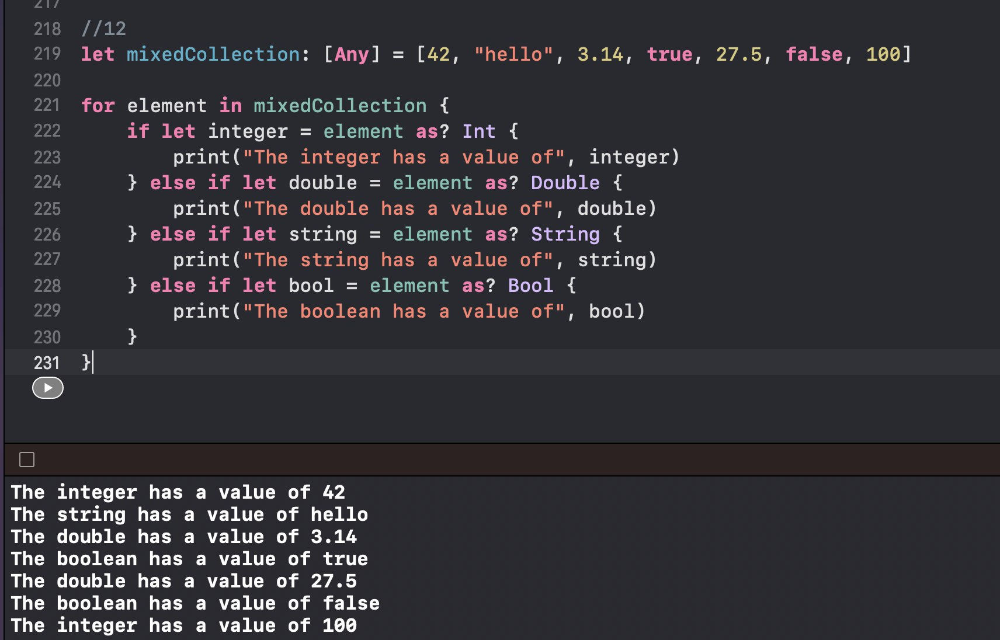 217
218 //12
219 let mixedCollection: [Any] = [42, "hello", 3.14, true, 27.5, false, 100]
220
221 for element in mixedCollection {
222     if let integer = element as? Int {
223         print("The integer has a value of", integer)
224     } else if let double = element as? Double {
225         print("The double has a value of", double)
226     } else if let string = element as? String {
227         print("The string has a value of", string)
228     } else if let bool = element as? Bool {
229         print("The boolean has a value of", bool)
230     }
231 }
The integer has a value of 42
The string has a value of hello
The double has a value of 3.14
The boolean has a value of true
The double has a value of 27.5
The boolean has a value of false
The integer has a value of 100